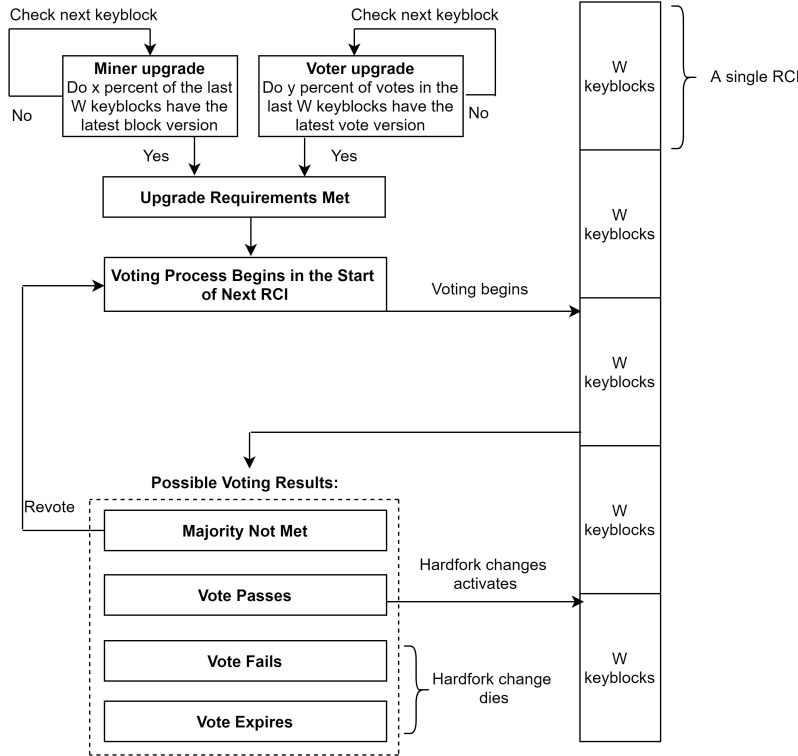 Check next keyblock
Check next keyblock
Miner upgrade
Do x percent of the last
W keyblocks have the
latest block version
Voter upgrade
Do y percent of votes in the
last W keyblocks have the
latest vote version
No
No
Yes
Yes
Upgrade Requirements Met
Voting Process Begins in the Start
of Next RCI
Voting begins
Possible Voting Results:
Revote
Majority Not Met
Vote Passes
Hardfork changes
activates
Vote Fails
Vote Expires
Hardfork change
dies
W
keyblocks
A single RCI
W
keyblocks
W
keyblocks
W
keyblocks
W
keyblocks